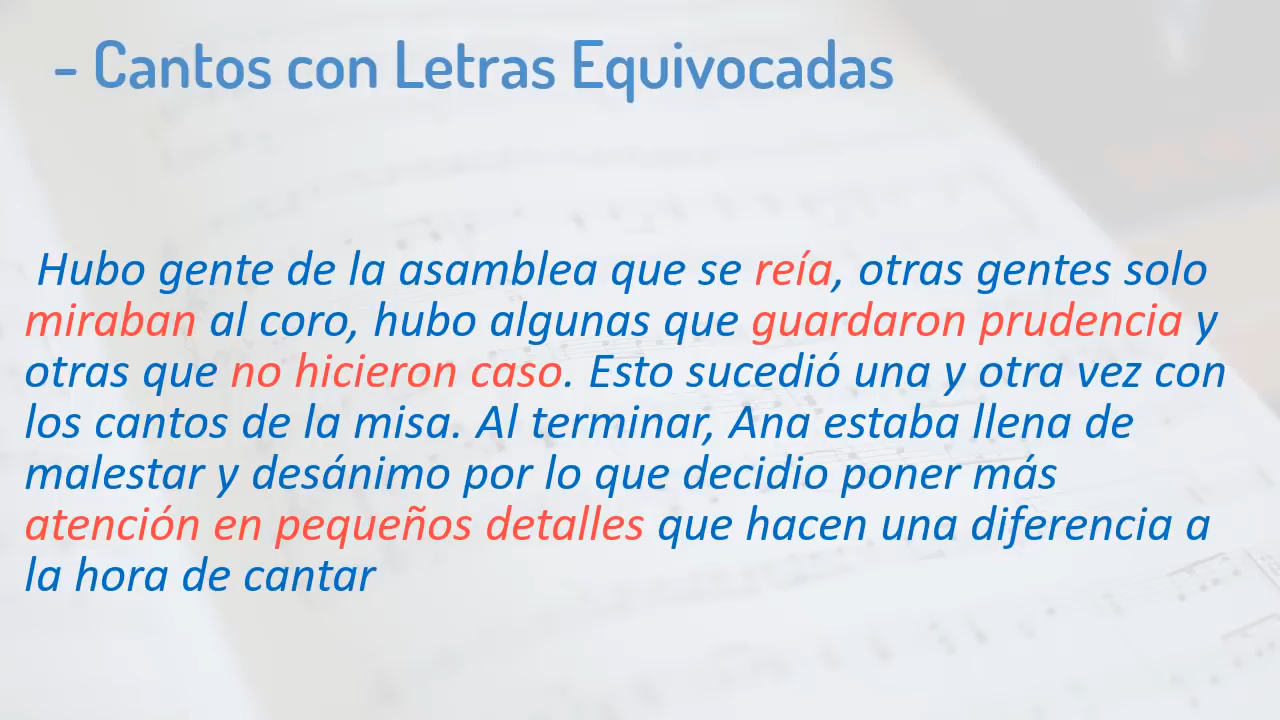 - Cantos con Letras Equivocadas
Hubo gente de la asamblea que se reía, otras gentes solo
miraban al coro, hubo algunas que guardaron prudencia y
otras que no hicieron caso. Esto sucedió una y otra vez con
los cantos de la misa. Al terminar, Ana estaba llena de
malestar y desánimo por lo que decidio poner más
atención en pequeños detalles que hacen una diferencia a
la hora de cantar